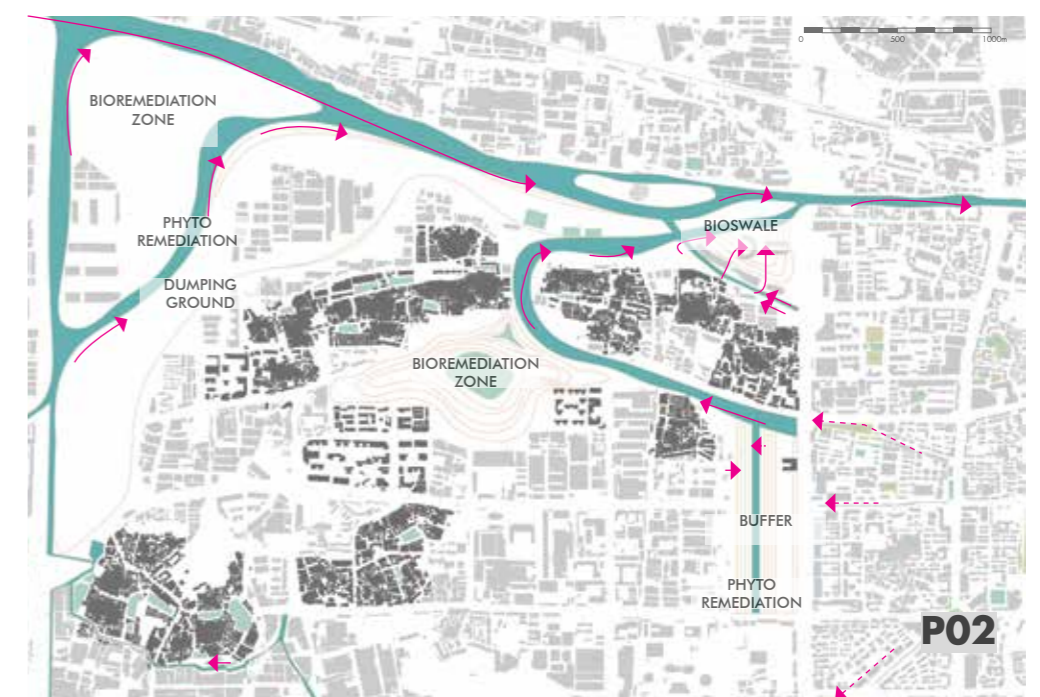 0 500 1000m
BIOREMEDIATION
ZONE
PHYTO
REMEDIATION
BIOSWALE
DUMPING
GROUND
BIOREMEDIATION
ZONE
BUFFER
PHYTO
REMEDIATION
P02